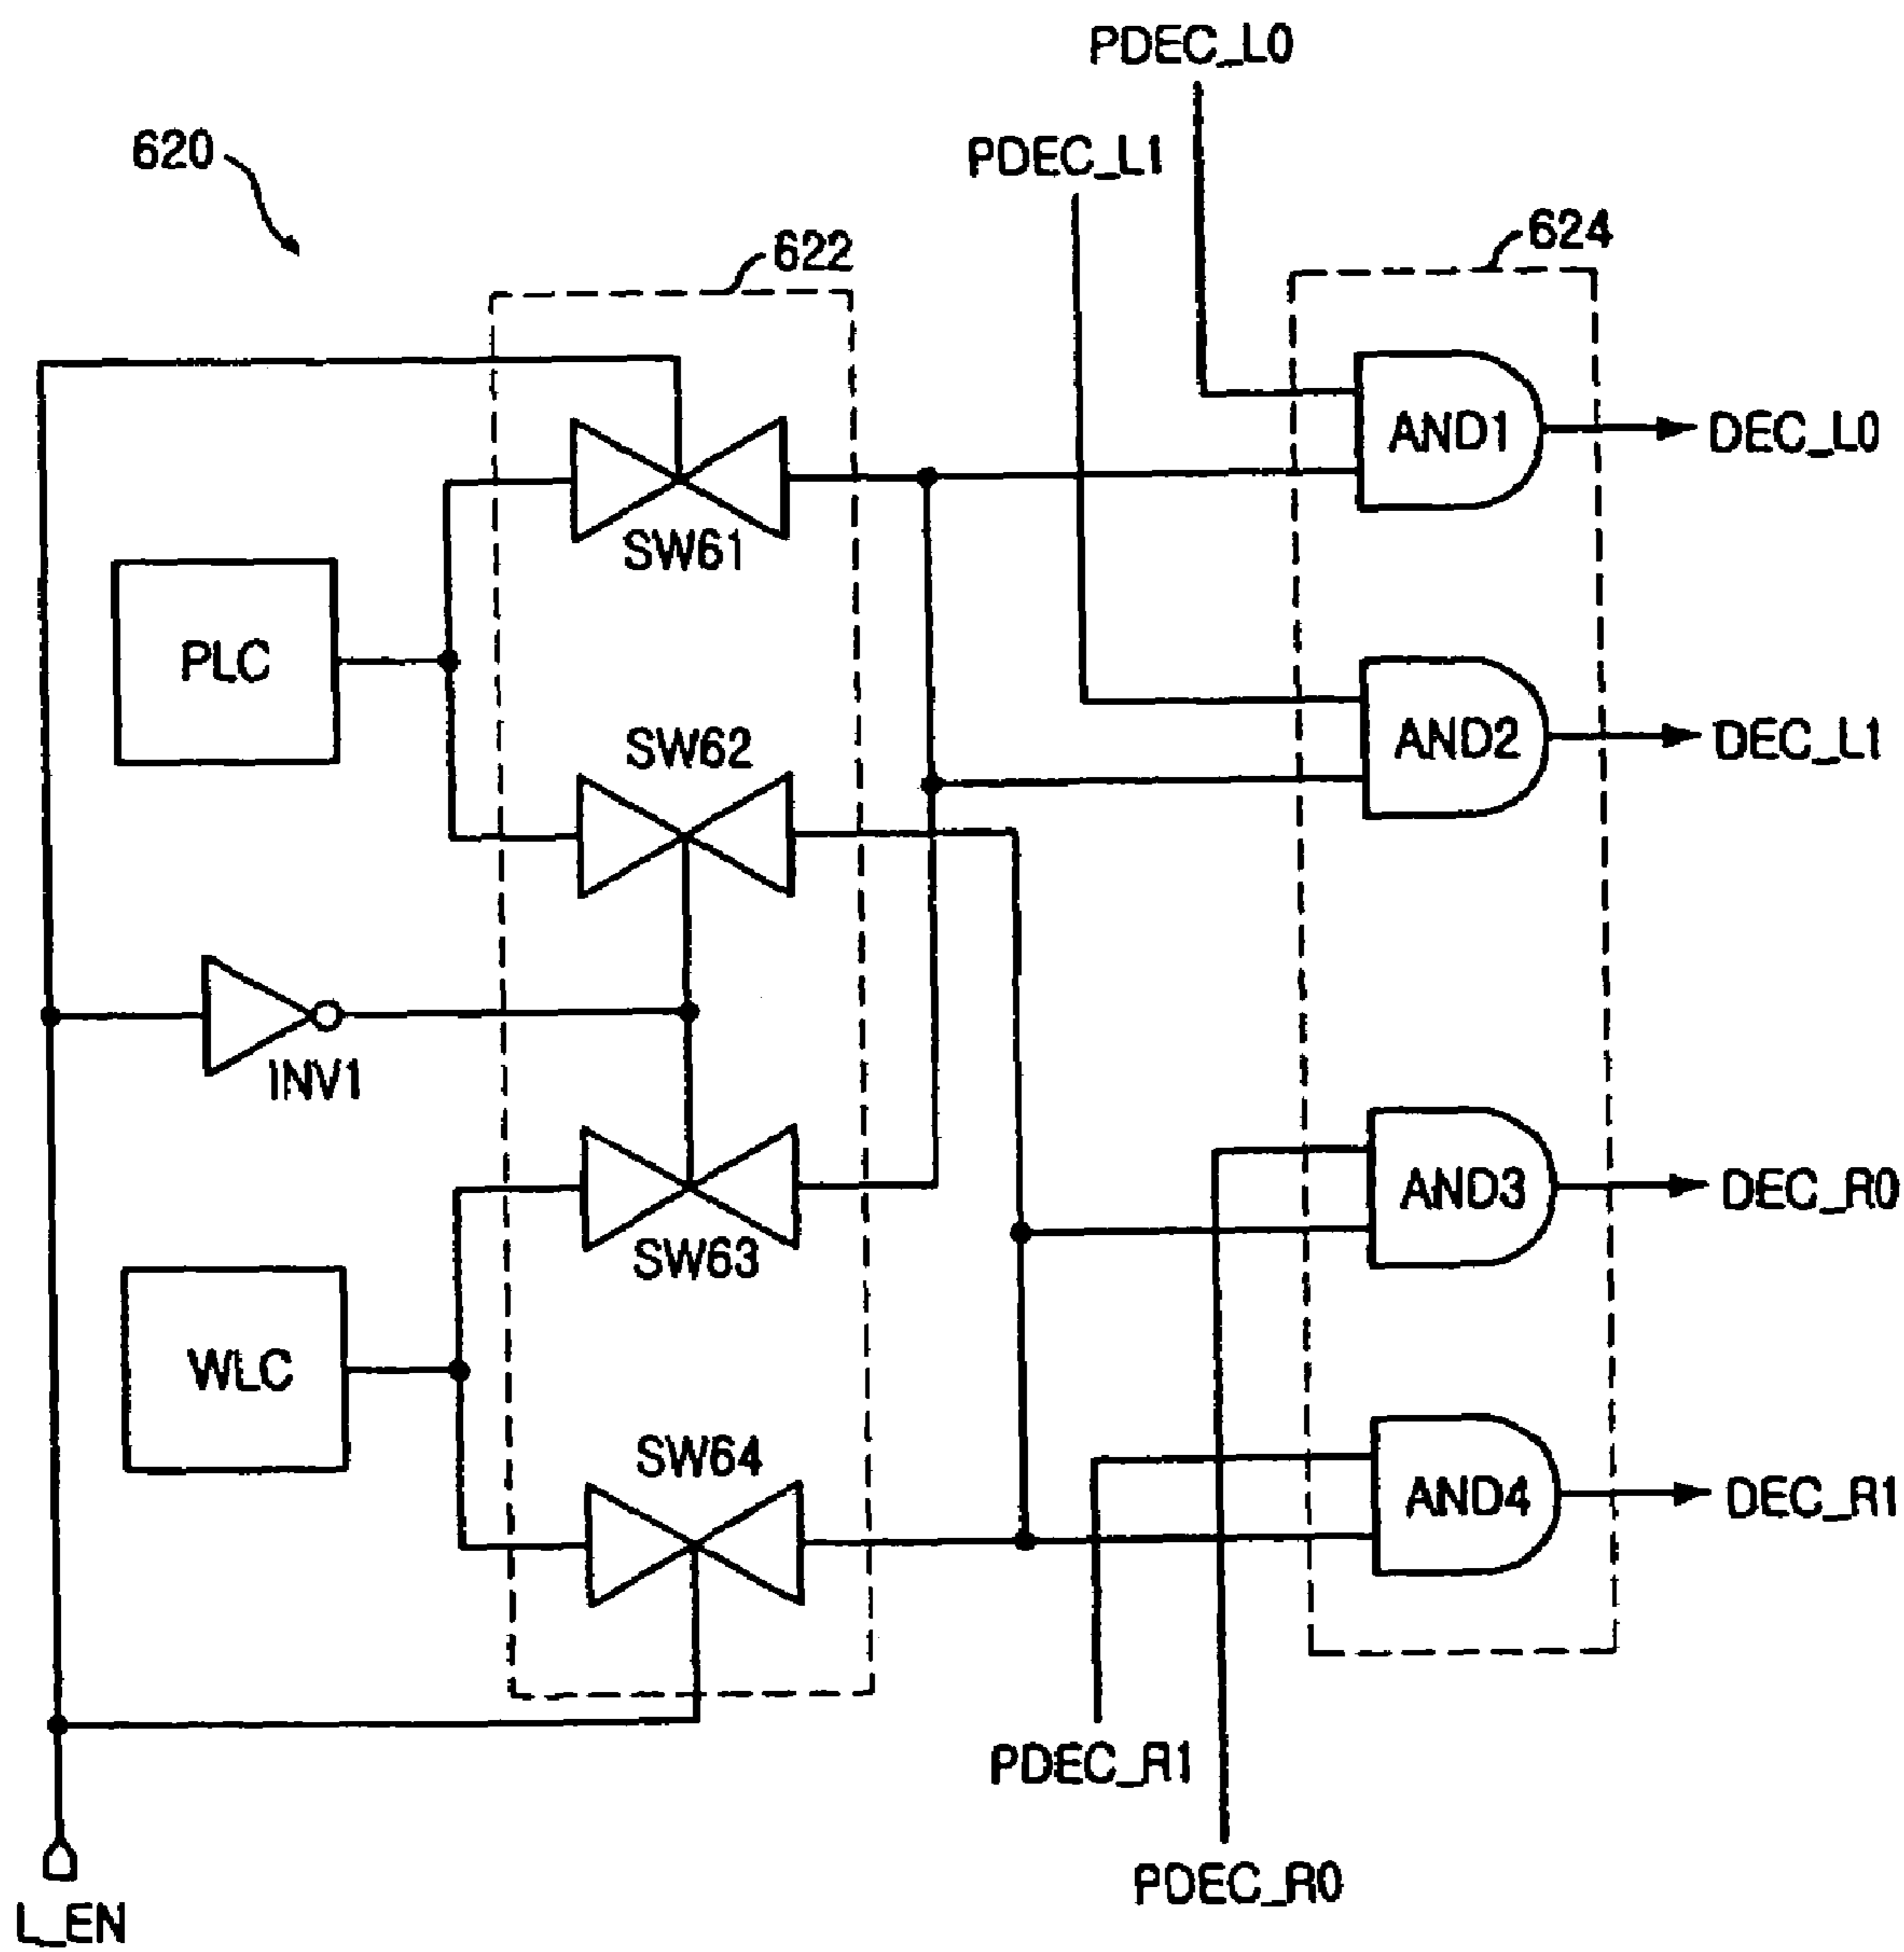 PDEC_L0
PDEC_L1
620
622
624
AND1
DEC_L0
SW61
PLC
SW62
AND2
DEC_L1
INV1
AND3
DEC_R0
SW63
WLC
SW64
AND4
DEC_R1
PDEC_R1
PDEC_R0
L_EN